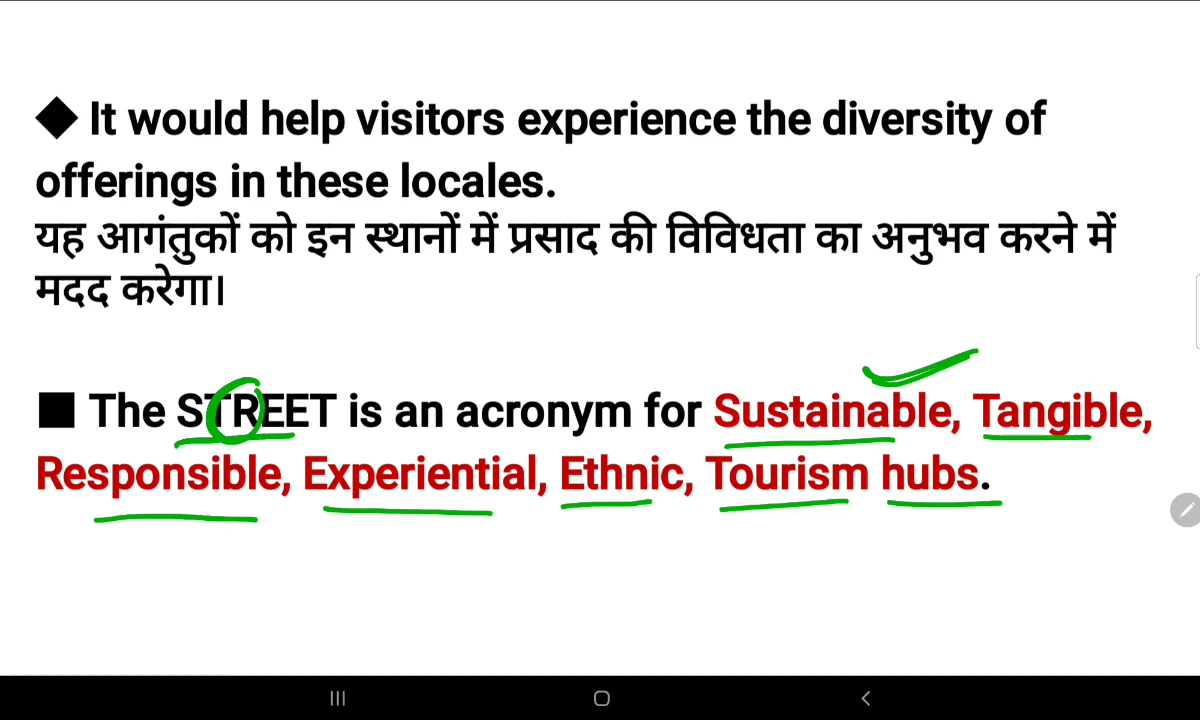 ◆ It would help visitors experience the diversity of
offerings in these locales.
यह आगंतुकों को इन स्थानों में प्रसाद की विविधता का अनुभव करने में
मदद करेगा।
■ The STREET is an acronym for Sustainable, Tangible,
Responsible, Experiential, Ethnic, Tourism hubs.